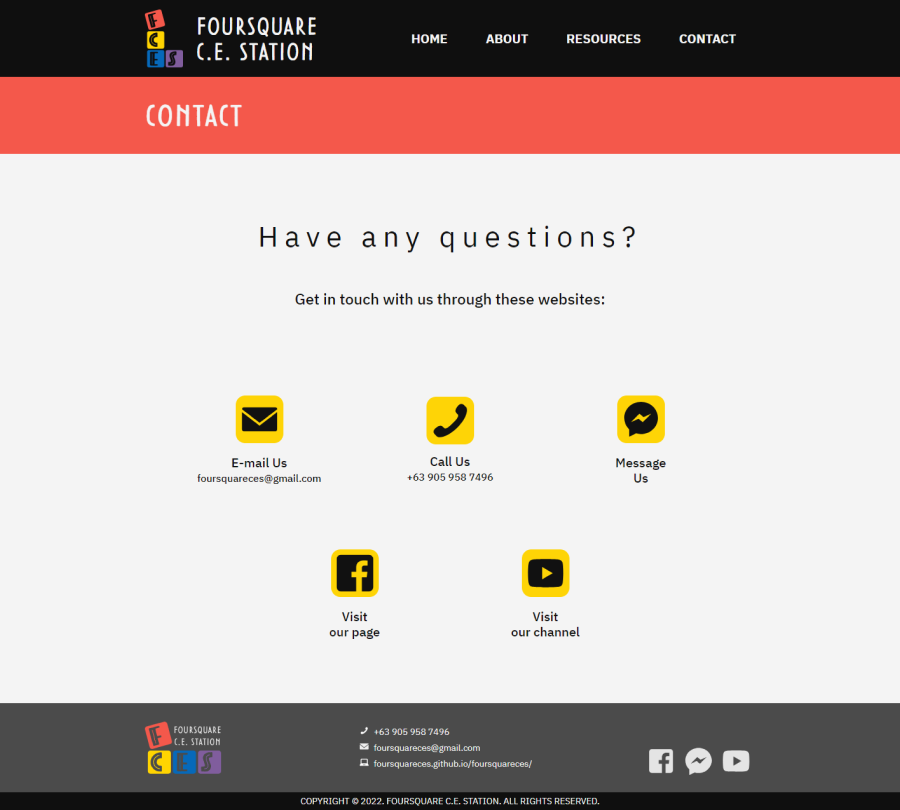 F
C
E S
FOURSQUARE
C.E. STATION
HOME ABOUT RESOURCES CONTACT
CONTACT
Have any questions?
Get in touch with us through these websites:
E-mail Us
foursquareces@gmail.com
Call Us
+63 905 958 7496
Message
Us
Visit
our page
Visit
our channel
F
C E S
FOURSQUARE
C.E. STATION
+63 905 958 7496
foursquareces@gmail.com
foursquareces.github.io/foursquareces/
COPYRIGHT © 2022. FOURSQUARE C.E. STATION. ALL RIGHTS RESERVED.